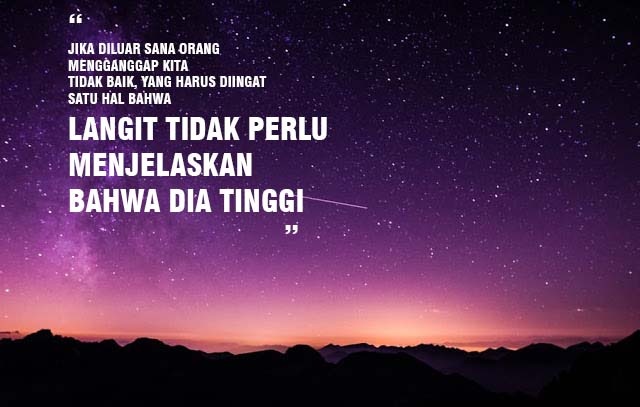 “
JIKA DILUAR SANA ORANG
MENGGANGGAP KITA
TIDAK BAIK, YANG HARUS DIINGAT
SATU HAL BAHWA
LANGIT TIDAK PERLU
MENJELASKAN
BAHWA DIA TINGGI
”